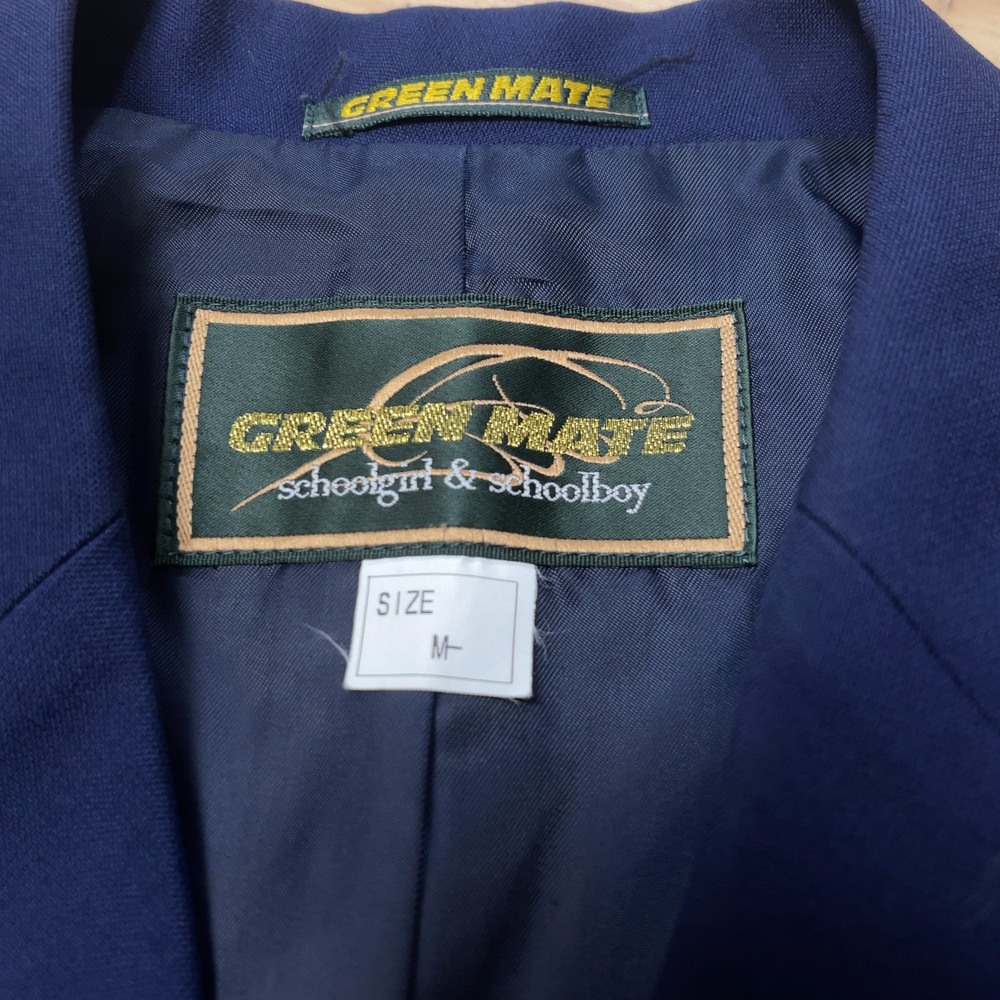 GREEN MATE
GREEN MATE
schoolgirl & schoolboy
SIZE
M-